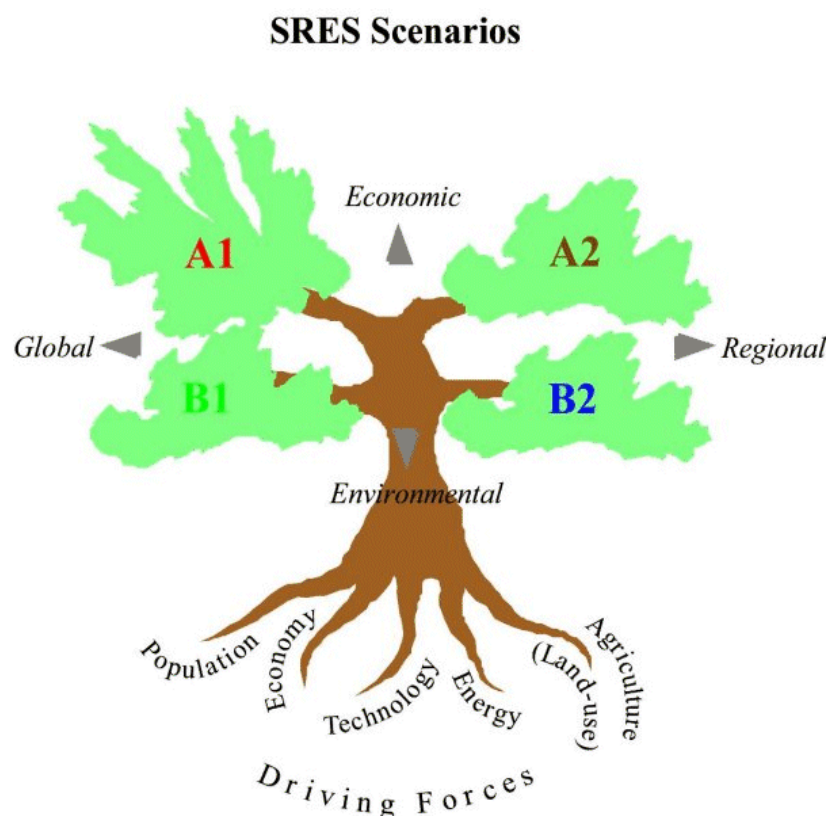 SRES Scenarios
Economic
A1
A2
Global
Regional
B1
B2
Environmental
Population
Economy
Technology
Energy
Agriculture
(Land-use)
Driving Forces